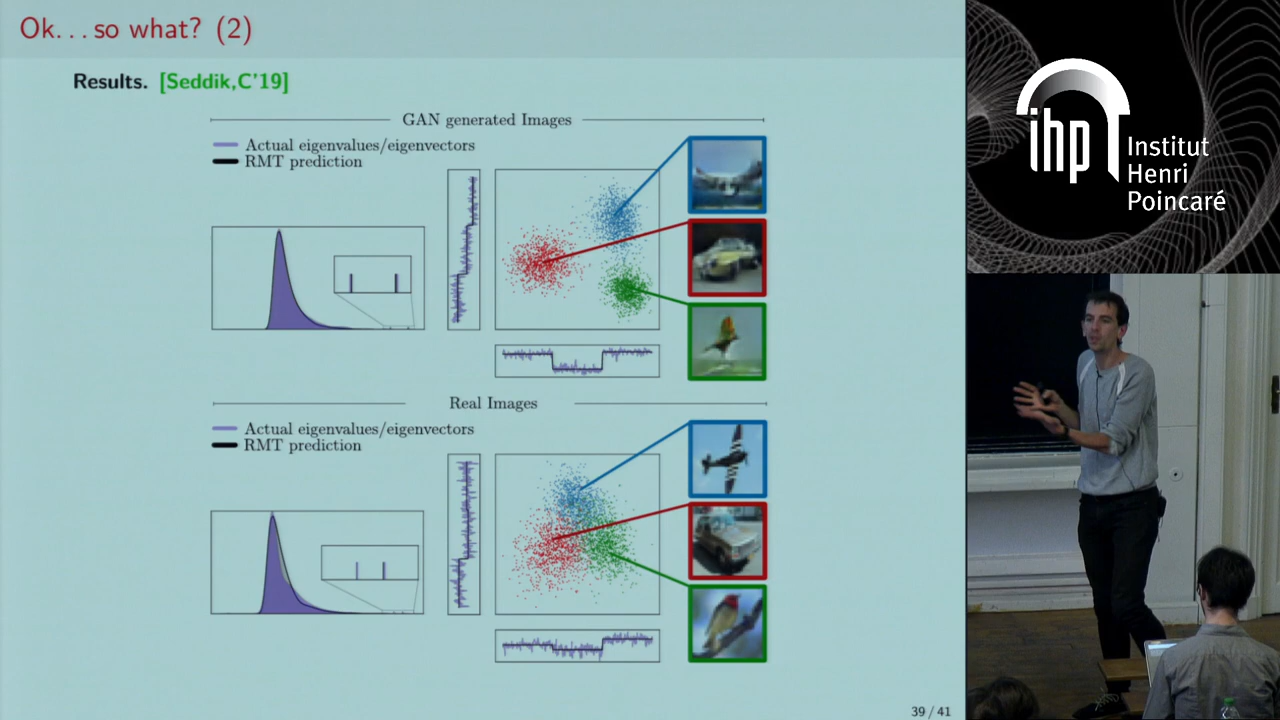 Ok. . . so what? (2)
Results. [Seddik,C'19]
GAN generated Images
Actual eigenvalues/eigenvectors
RMT prediction
Real Images
Actual eigenvalues/eigenvectors
RMT prediction
39 / 41
ihp
Institut
Henri
Poincaré